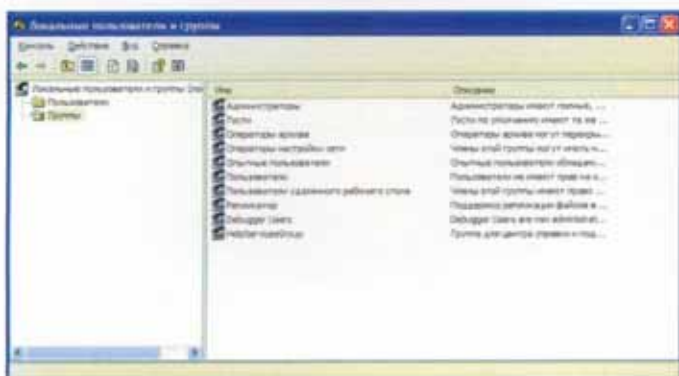 Локальные пользователи и группы
Консоль Действие Вид Справка
Локальные пользователи и группы (ло
Пользователи
Группы
Имя Описание
Администраторы Администраторы имеют полные, ...
Гости Гости по умолчанию имеют те же ...
Операторы архива Операторы архива могут перекры...
Операторы настройки сети Члены этой группы могут иметь н...
Опытные пользователи Опытные пользователи обладают...
Пользователи Пользователи не имеют прав на и...
Пользователи удаленного рабочего стола Члены этой группы имеют право ...
Репликатор Поддержка репликации файлов в ...
Debugger Users Debugger Users are non administrat...
HelpServicesGroup Группа для центра справки и под...